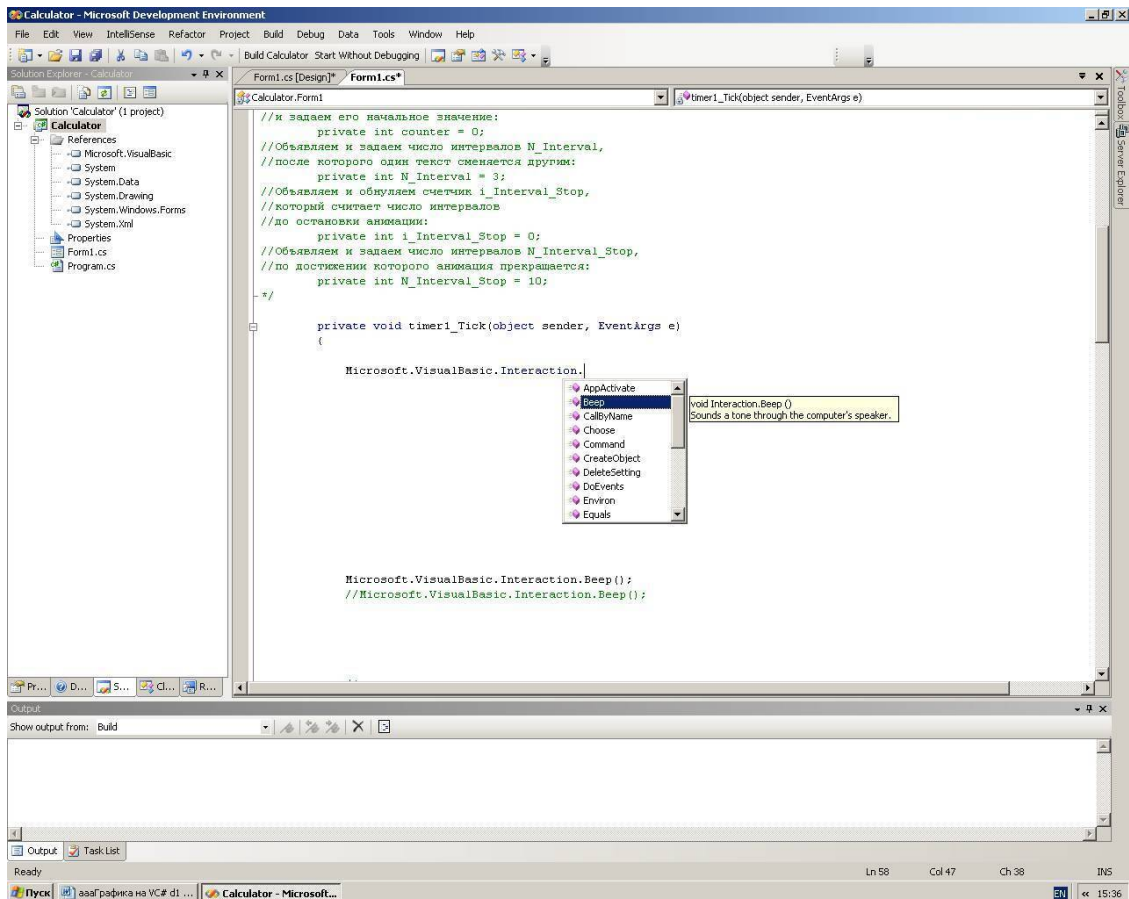 Calculator - Microsoft Development Environment
File Edit View IntelliSense Refactor Project Build Debug Data Tools Window Help
Build Calculator Start Without Debugging
Solution Explorer - Calculator
Form1.cs [Design]* Form1.cs*
Calculator.Form1
timer1_Tick(object sender, EventArgs e)
Toolbox
Server Explorer
Solution 'Calculator' (1 project)
Calculator
References
Microsoft.VisualBasic
System
System.Data
System.Drawing
System.Windows.Forms
System.Xml
Properties
Form1.cs
Program.cs
//и задаем его начальное значение:
private int counter = 0;
//Объявляем и задаем число интервалов N_Interval,
//после которого один текст сменяется другим:
private int N_Interval = 3;
//Объявляем и обнуляем счетчик i_Interval_Stop,
//который считает число интервалов
//до остановки анимации:
private int i_Interval_Stop = 0;
//Объявляем и задаем число интервалов N_Interval_Stop,
//по достижении которого анимация прекращается:
private int N_Interval_Stop = 10;
*/
private void timer1_Tick(object sender, EventArgs e)
{
Microsoft.VisualBasic.Interaction.
AppActivate
Beep
CallByName
Choose
Command
CreateObject
DeleteSetting
DoEvents
Environ
Equals
void Interaction.Beep ()
Sounds a tone through the computer's speaker.
Microsoft.VisualBasic.Interaction.Beep();
//Microsoft.VisualBasic.Interaction.Beep();
Pr... D... S... Cl... R...
Output
Show output from: Build
Output Task List
Ready Ln 58 Col 47 Ch 38 INS
Пуск аааГрафика на VC# d1 ... Calculator - Microsoft... EN « 15:36